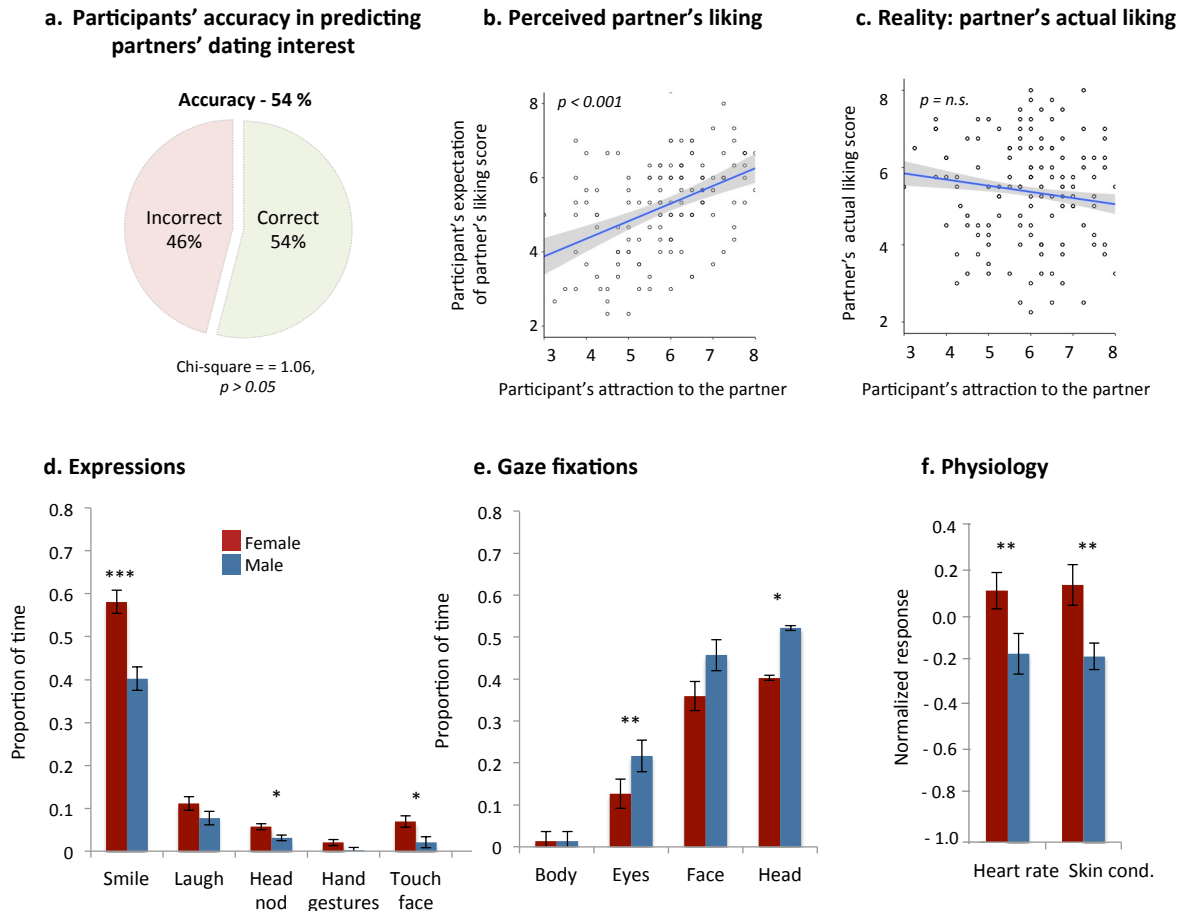 a. Participants' accuracy in predicting
partners' dating interest
Accuracy - 54 %
Incorrect
46%
Correct
54%
Chi-square = = 1.06,
p > 0.05
b. Perceived partner's liking
p < 0.001
Participant's expectation
of partner' liking score
8
6
4
2
3 4 5 6 7 8
Participant's attraction to the partner
c. Reality: partner's actual liking
p = n.s.
Partner's actual liking score
8
6
4
2
3 4 5 6 7 8
Participant's attraction to the partner
d. Expressions
Proportion of time
0.8
0.7
0.6
0.5
0.4
0.3
0.2
0.1
0
Female
Male
***
*
*
Smile Laugh Head Hand Touch
nod gestures face
e. Gaze fixations
Proportion of time
0.8
0.7
0.6
0.5
0.4
0.3
0.2
0.1
0
**
*
Body Eyes Face Head
f. Physiology
Normalized response
0.4
0.2
0.0
- 0.2
- 0.4
- 0.6
- 0.8
- 1.0
** **
Heart rate Skin cond.